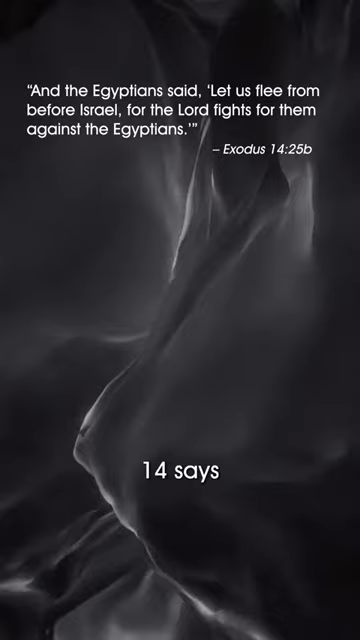 “And the Egyptians said, ‘Let us flee from
before Israel, for the Lord fights for them
against the Egyptians.’”
– Exodus 14:25b
14 says